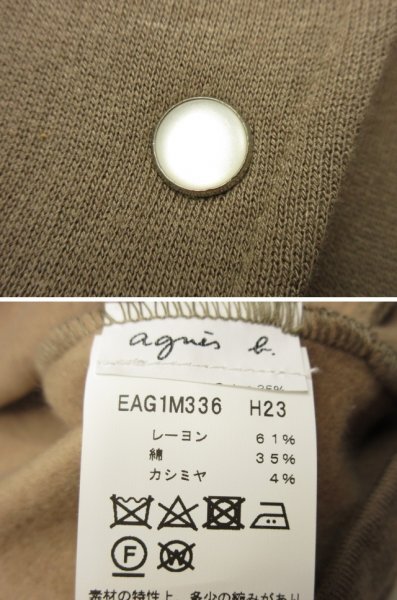 agnès b.
35%
EAG1M336 H23
レーヨン 61%
綿 35%
カシミヤ 4%
F
W
素材の特性上、多少の縮みがあり